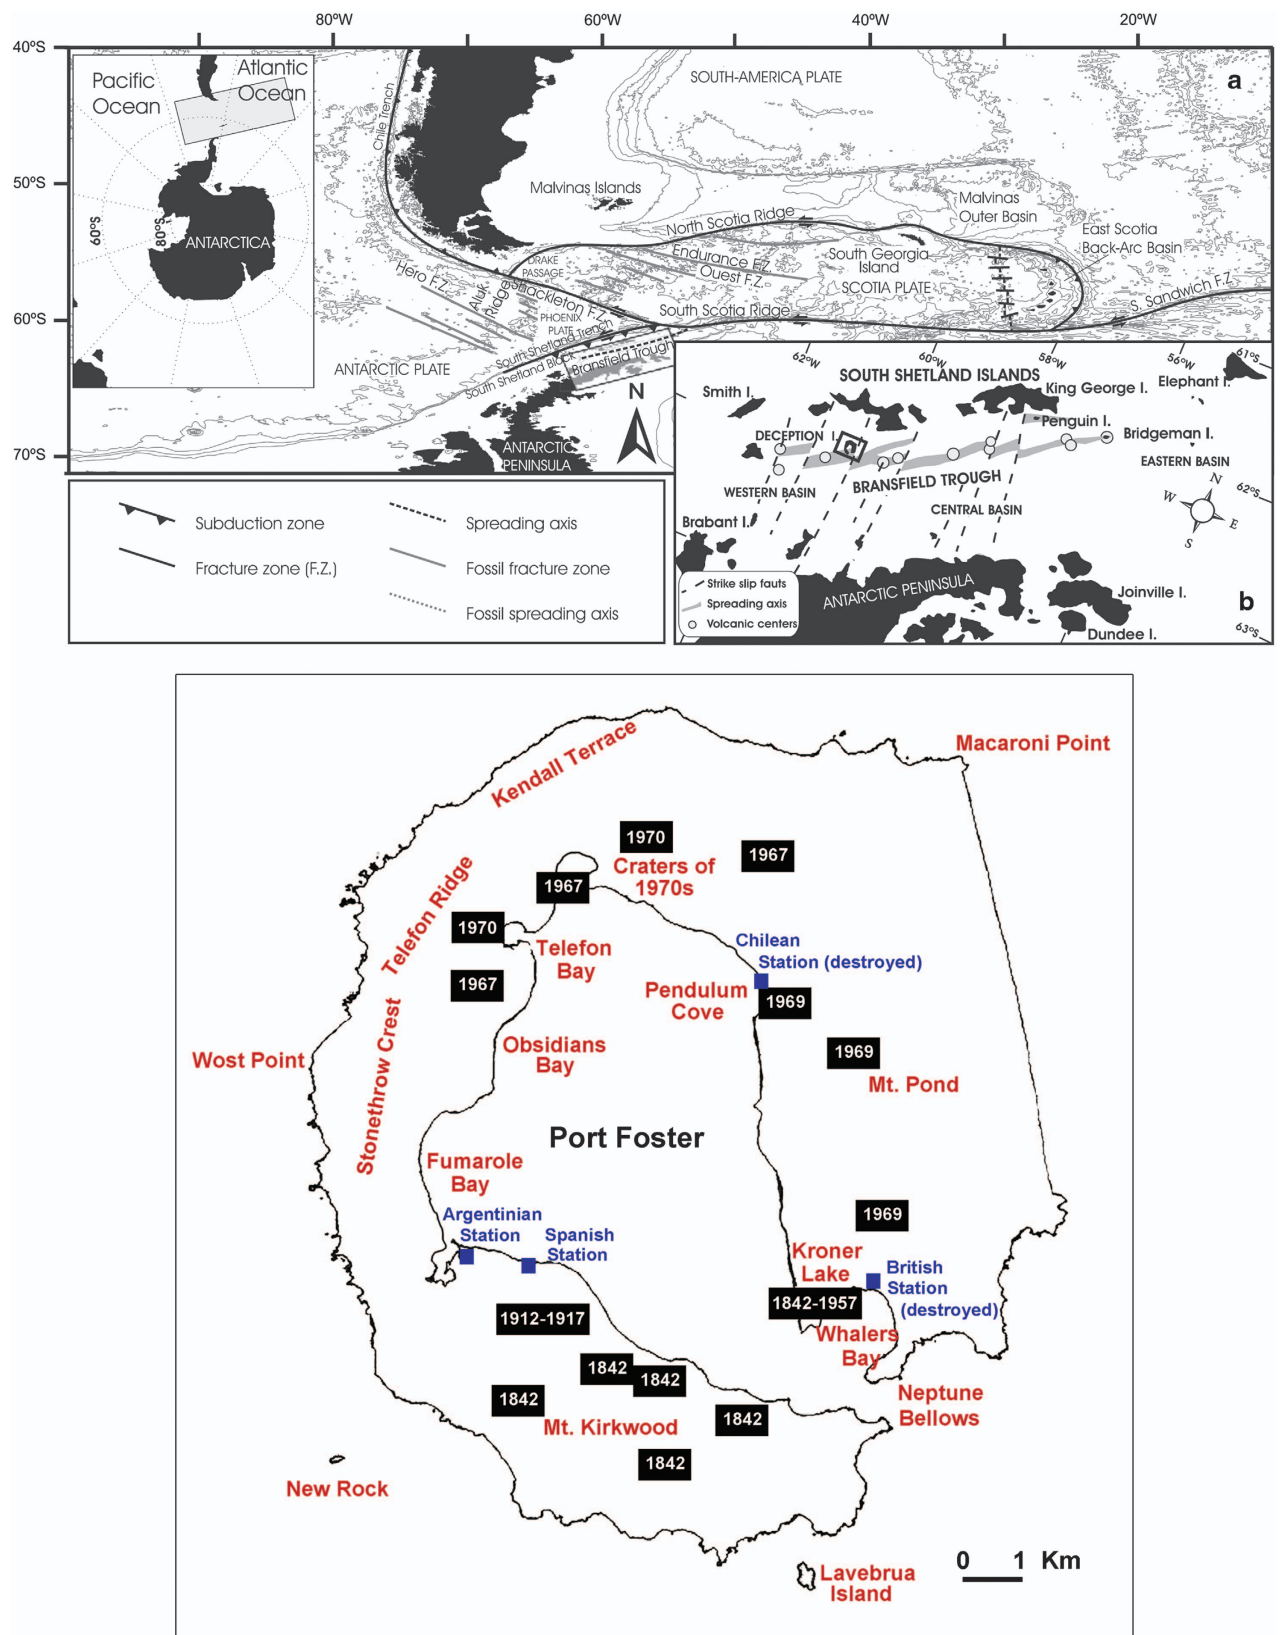 80ºW
60ºW
40ºW
20ºW
40ºS
50ºS
60ºS
70ºS
Pacific
Ocean
Atlantic
Ocean
60ºS
80ºS
ANTARCTICA
a
SOUTH-AMERICA PLATE
Chile Trench
Malvinas Islands
Malvinas
Outer Basin
North Scotia Ridge
East Scotia
Back-Arc Basin
DRAKE
PASSAGE
Endurance F.Z.
Ouest F.Z.
South Georgia
Island
SCOTIA PLATE
Hero F.Z.
Aluk
Ridge
Shackleton F.Z.
PHOENIX
PLATE
South Scotia Ridge
S. Sandwich F.Z.
ANTARCTIC PLATE
South Shetland Trench
South Shetland Block
Bransfield Trough
N
ANTARCTIC
PENINSULA
Subduction zone
Fracture zone (F.Z.)
Spreading axis
Fossil fracture zone
Fossil spreading axis
62ºW
60ºW
58ºW
56ºW
61ºS
SOUTH SHETLAND ISLANDS
Smith I.
King George I.
Elephant I.
Penguin I.
DECEPTION I.
Bridgeman I.
EASTERN BASIN
BRANSFIELD TROUGH
WESTERN BASIN
62ºS
N
W
E
S
CENTRAL BASIN
Brabant I.
Strike slip fauts
Spreading axis
Volcanic centers
ANTARCTIC PENINSULA
Joinville I.
Dundee I.
b
63ºS
Macaroni Point
Kendall Terrace
1970
1967
Craters of
1970s
1967
Telefon Ridge
1970
Telefon
Bay
Chilean
Station (destroyed)
1967
Pendulum
Cove
1969
Stonethrow Crest
Obsidians
Bay
Wost Point
1969
Mt. Pond
Port Foster
Fumarole
Bay
Argentinian
Station
Spanish
Station
1969
Kroner
Lake
British
Station
(destroyed)
1842-1957
1912-1917
Whalers
Bay
1842
1842
1842
Mt. Kirkwood
1842
Neptune
Bellows
1842
New Rock
0 1 Km
Lavebrua
Island